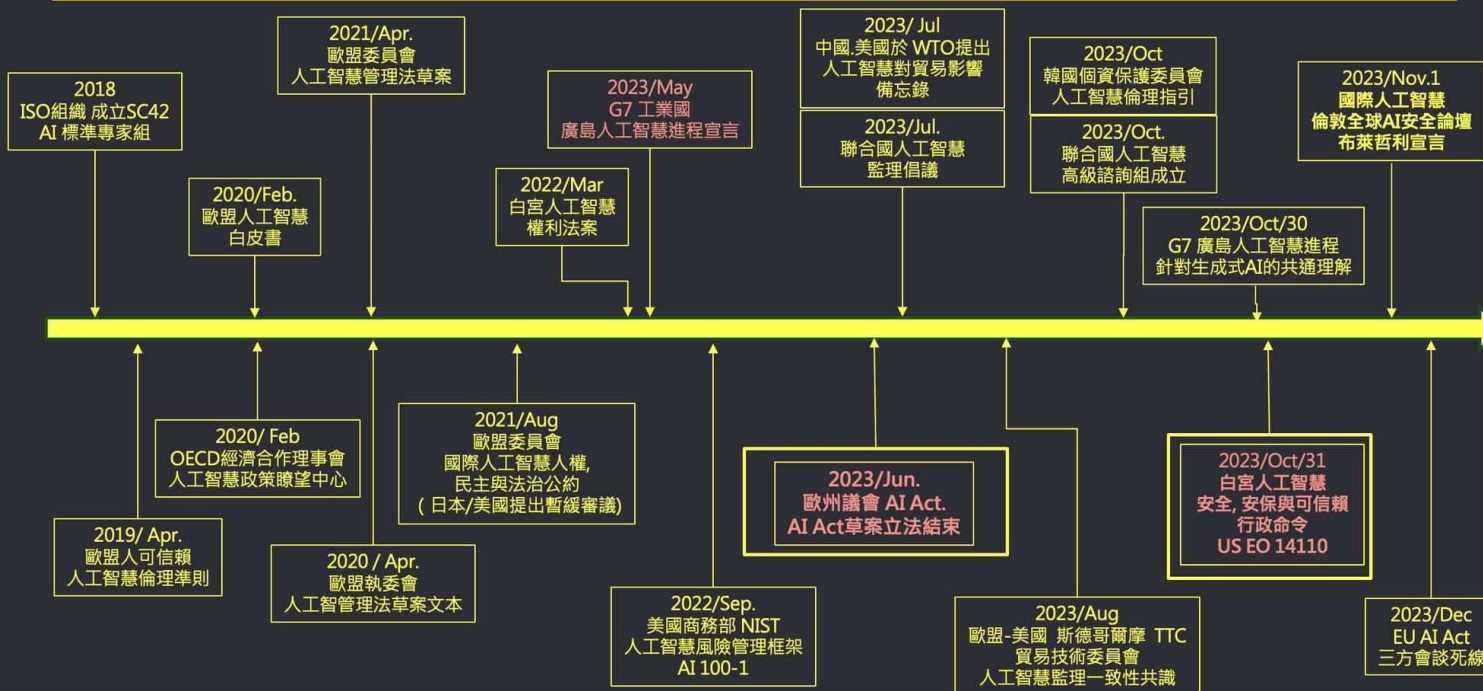 2018
ISO組織 成立SC42
AI 標準專家組
2020/Feb.
歐盟人工智慧
白皮書
2021/Apr.
歐盟委員會
人工智慧管理法草案
2022/Mar
白宮人工智慧
權利法案
2023/May
G7 工業國
廣島人工智慧進程宣言
2023/ Jul
中國.美國於 WTO提出
人工智慧對貿易影響
備忘錄
2023/Jul.
聯合國人工智慧
監理倡議
2023/Oct
韓國個資保護委員會
人工智慧倫理指引
2023/Oct.
聯合國人工智慧
高級諮詢組成立
2023/Oct/30
G7 廣島人工智慧進程
針對生成式AI的共通理解
2023/Nov.1
國際人工智慧
倫敦全球AI安全論壇
布萊哲利宣言
2019/ Apr.
歐盟人可信賴
人工智慧倫理準則
2020/ Feb
OECD經濟合作理事會
人工智慧政策瞭望中心
2020 / Apr.
歐盟執委會
人工智管理法草案文本
2021/Aug
歐盟委員會
國際人工智慧人權,
民主與法治公約
( 日本/美國提出暫緩審議)
2022/Sep.
美國商務部 NIST
人工智慧風險管理框架
AI 100-1
2023/Jun.
歐州議會 AI Act.
AI Act草案立法結束
2023/Aug
歐盟-美國 斯德哥爾摩 TTC
貿易技術委員會
人工智慧監理一致性共識
2023/Oct/31
白宮人工智慧
安全, 安保與可信賴
行政命令
US EO 14110
2023/Dec
EU AI Act
三方會談死線